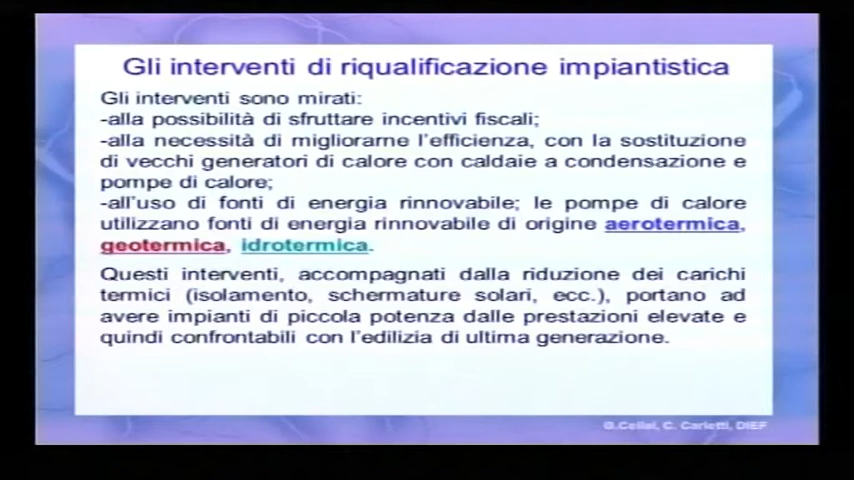 Gli interventi di riqualificazione impiantistica
Gli interventi sono mirati:
-alla possibilità di sfruttare incentivi fiscali;
-alla necessità di migliorarne l'efficienza, con la sostituzione
di vecchi generatori di calore con caldaie a condensazione e
pompe di calore;
-all'uso di fonti di energia rinnovabile; le pompe di calore
utilizzano fonti di energia rinnovabile di origine aerotermica,
geotermica, idrotermica.
Questi interventi, accompagnati dalla riduzione dei carichi
termici (isolamento, schermature solari, ecc.), portano ad
avere impianti di piccola potenza dalle prestazioni elevate e
quindi confrontabili con l'edilizia di ultima generazione.
G.Cellai, C. Carletti, DIEF